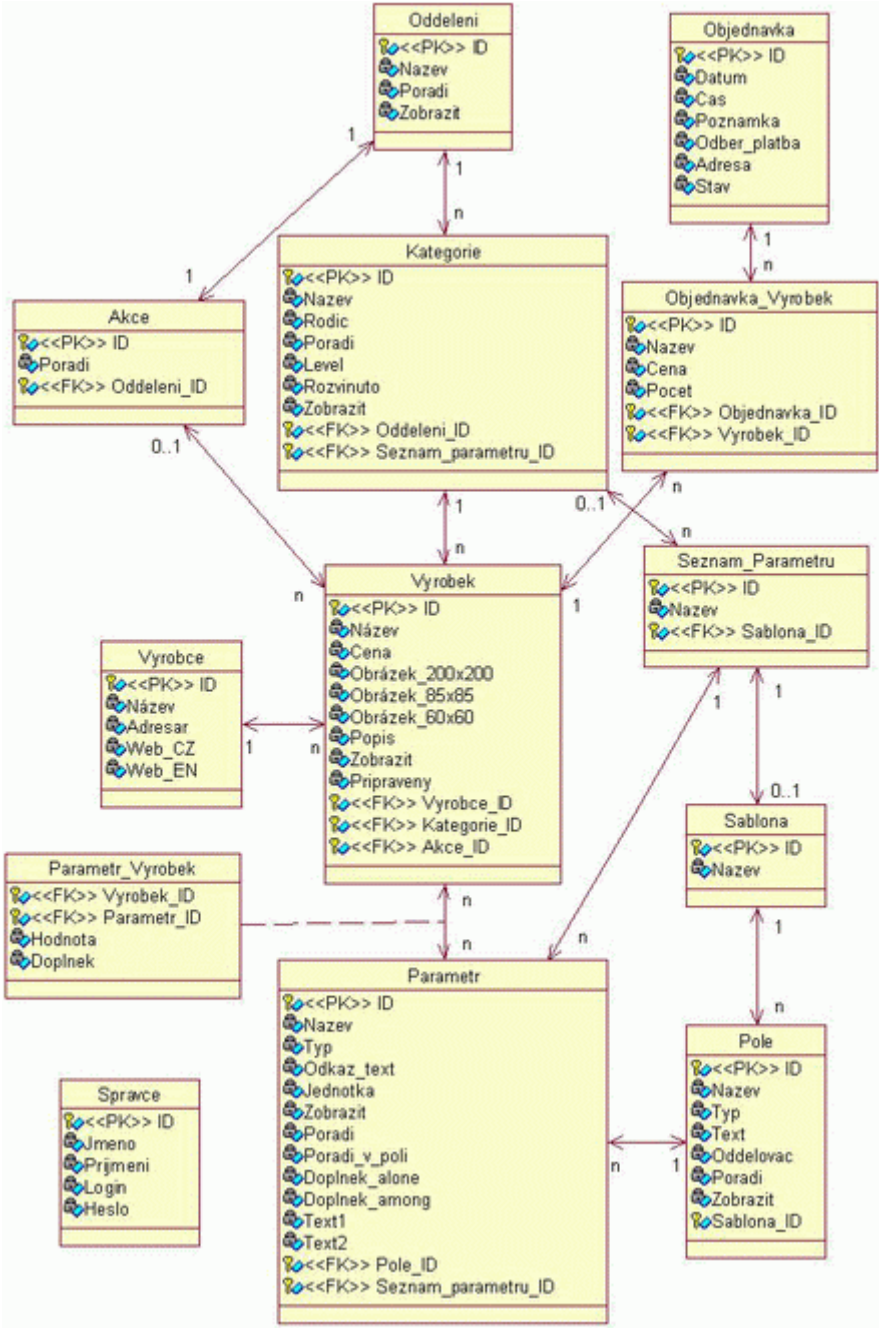 Oddeleni
<<PK>> ID
Nazev
Poradi
Zobrazit
Objednavka
<<PK>> ID
Datum
Cas
Poznamka
Odber_platba
Adresa
Stav
1
1
n
1
1
n
Akce
<<PK>> ID
Poradi
<<FK>> Oddeleni_ID
0..1
Kategorie
<<PK>> ID
Nazev
Rodic
Poradi
Level
Rozvinuto
Zobrazit
<<FK>> Oddeleni_ID
<<FK>> Seznam_parametru_ID
Objednavka_Vyrobek
<<PK>> ID
Nazev
Cena
Pocet
<<FK>> Objednavka_ID
<<FK>> Vyrobek_ID
n
0..1
n
1
n
n
1
Seznam_Parametru
<<PK>> ID
Nazev
<<FK>> Sablona_ID
1
1
Vyrobce
<<PK>> ID
Název
Adresar
Web_CZ
Web_EN
1
n
Vyrobek
<<PK>> ID
Název
Cena
Obrázek_200x200
Obrázek_85x85
Obrázek_60x60
Popis
Zobrazit
Pripraveny
<<FK>> Vyrobce_ID
<<FK>> Kategorie_ID
<<FK>> Akce_ID
0..1
Sablona
<<PK>> ID
Nazev
1
n
Parametr_Vyrobek
<<FK>> Vyrobek_ID
<<FK>> Parametr_ID
Hodnota
Doplnek
n
n
n
Parametr
<<PK>> ID
Nazev
Typ
Odkaz_text
Jednotka
Zobrazit
Poradi
Poradi_v_poli
Doplnek_alone
Doplnek_among
Text1
Text2
<<FK>> Pole_ID
<<FK>> Seznam_parametru_ID
n
1
Pole
<<PK>> ID
Nazev
Typ
Text
Oddelovac
Poradi
Zobrazit
Sablona_ID
Spravce
<<PK>> ID
Jmeno
Prijmeni
Login
Heslo